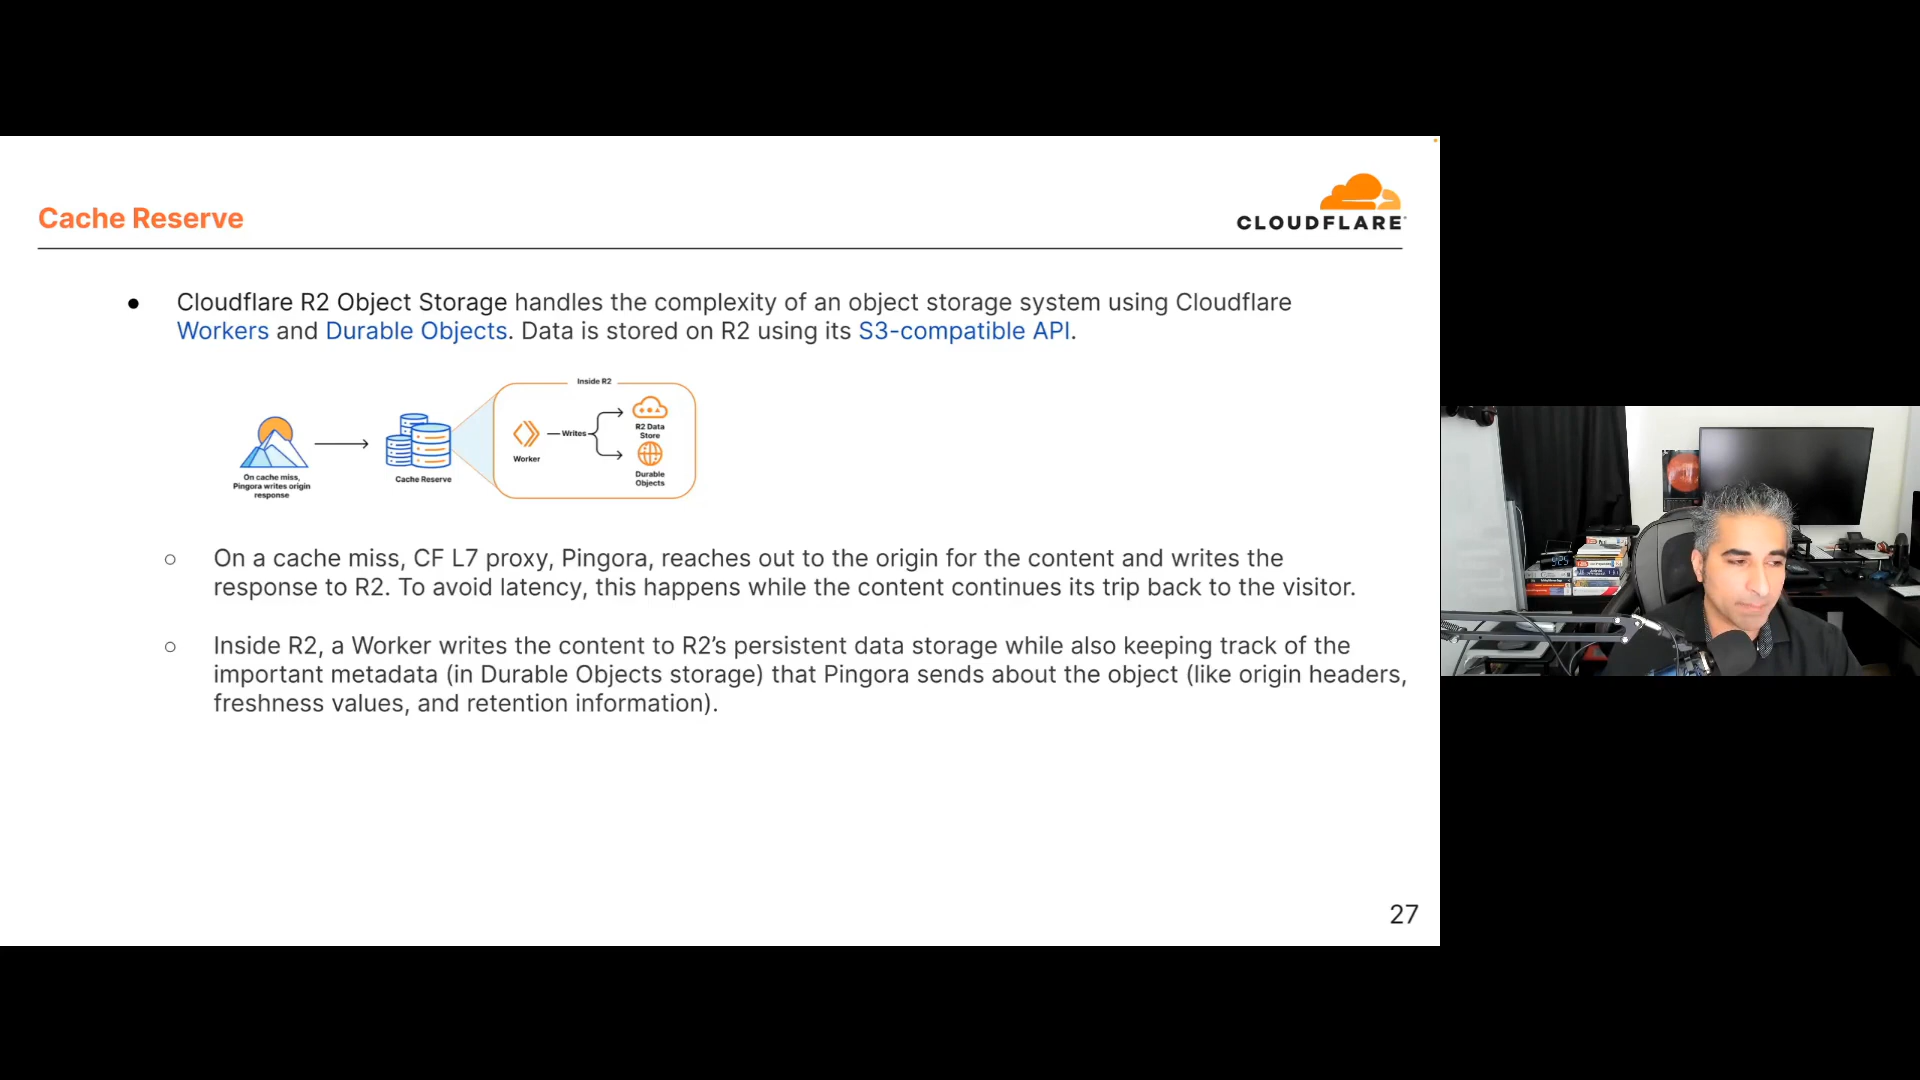 Cache Reserve
CLOUDFLARE
● Cloudflare R2 Object Storage handles the complexity of an object storage system using Cloudflare
Workers and Durable Objects. Data is stored on R2 using its S3-compatible API.
Inside R2
On cache miss,
Pingora writes origin
response
Cache Reserve
Worker
Writes
R2 Data
Store
Durable
Objects
○ On a cache miss, CF L7 proxy, Pingora, reaches out to the origin for the content and writes the
response to R2. To avoid latency, this happens while the content continues its trip back to the visitor.
○ Inside R2, a Worker writes the content to R2’s persistent data storage while also keeping track of the
important metadata (in Durable Objects storage) that Pingora sends about the object (like origin headers,
freshness values, and retention information).
27